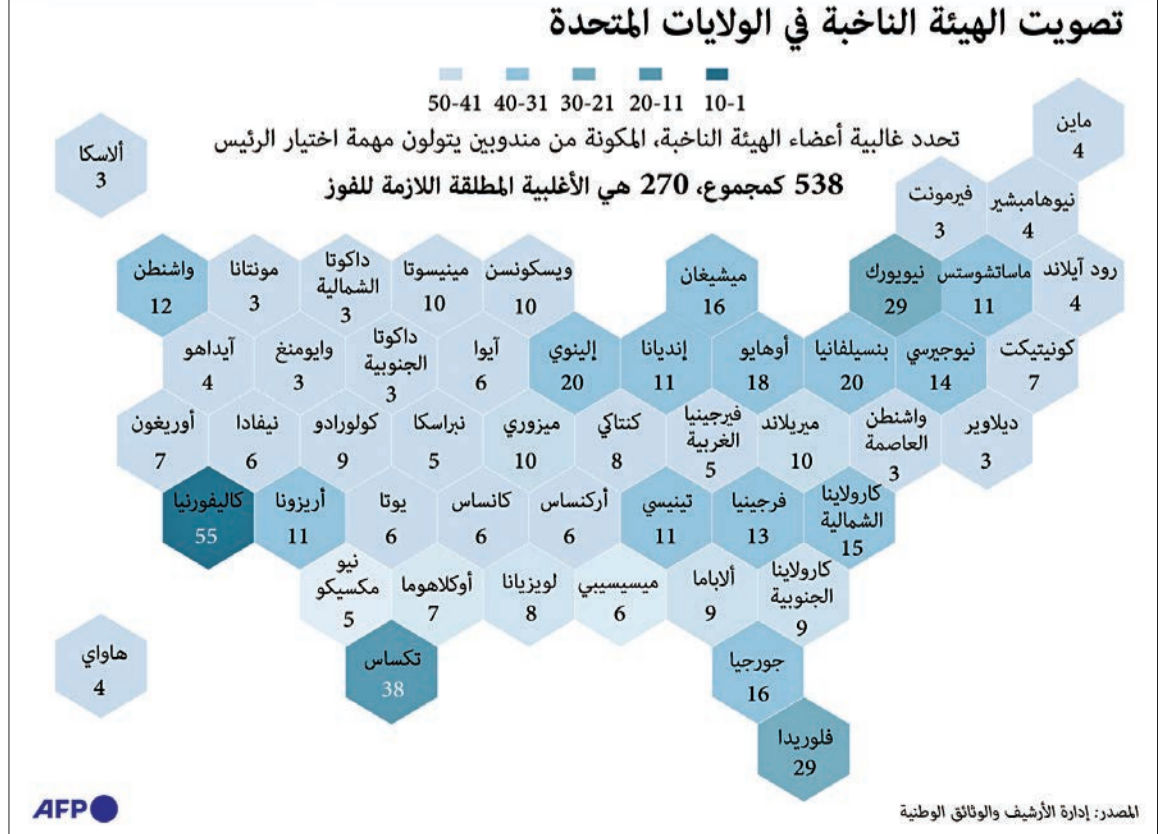 تصويت الهيئة الناخبة في الولايات المتحدة
10-1 20-11 30-21 40-31 50-41
تحدد غالبية أعضاء الهيئة الناخبة، المكونة من مندوبين يتولون مهمة اختيار الرئيس
538 كمجموع، 270 هي الأغلبية المطلقة اللازمة للفوز
ماين
4
ألاسكا
3
نيوهامبشير
4
فيرمونت
3
رود آيلاند
4
ماساتشوستس
11
نيويورك
29
ميشيغان
16
ويسكونسن
10
مينيسوتا
10
داكوتا
الشمالية
3
مونتانا
3
واشنطن
12
كونيتيكت
7
نيوجيرسي
14
بنسيلفانيا
20
أوهايو
18
إنديانا
11
إلينوي
20
آيوا
6
داكوتا
الجنوبية
3
وايومنغ
3
آيداهو
4
ديلاوير
3
واشنطن
العاصمة
3
ميريلاند
10
فيرجينيا
الغربية
5
كنتاكي
8
ميزوري
10
نبراسكا
5
كولورادو
9
نيفادا
6
أوريغون
7
كارولاينا
الشمالية
15
فرجينيا
13
تينيسي
11
أركنساس
6
كانساس
6
يوتا
6
أريزونا
11
كاليفورنيا
55
كارولاينا
الجنوبية
9
ألاباما
9
ميسيسيبي
6
لويزيانا
8
أوكلاهوما
7
نيو
مكسيكو
5
جورجيا
16
تكساس
38
هاواي
4
فلوريدا
29
المصدر: إدارة الأرشيف والوثائق الوطنية
AFP